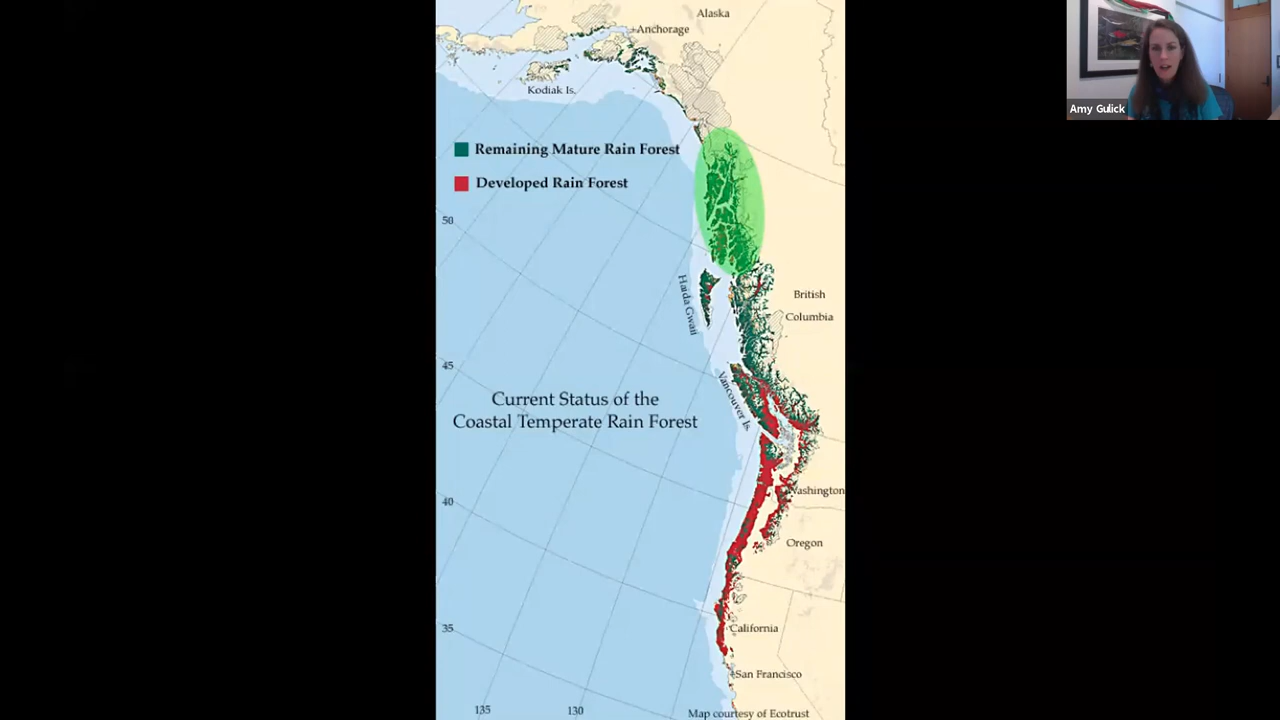 Alaska
+Anchorage
Kodiak Is.
Amy Gulick
Remaining Mature Rain Forest
Developed Rain Forest
50
Haida Gwaii
British
Columbia
45
Vancouver Is.
Current Status of the
Coastal Temperate Rain Forest
40
Washington
Oregon
35
California
+San Francisco
135
130
Map courtesy of Ecotrust